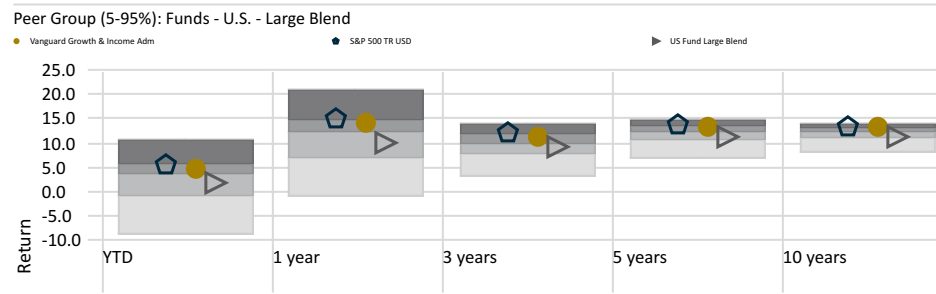 Peer Group (5-95%): Funds - U.S. - Large Blend
Vanguard Growth & Income Adm S&P 500 TR USD US Fund Large Blend
25.0
20.0
15.0
10.0
5.0
0.0
-5.0
-10.0
Return
YTD 1 year 3 years 5 years 10 years